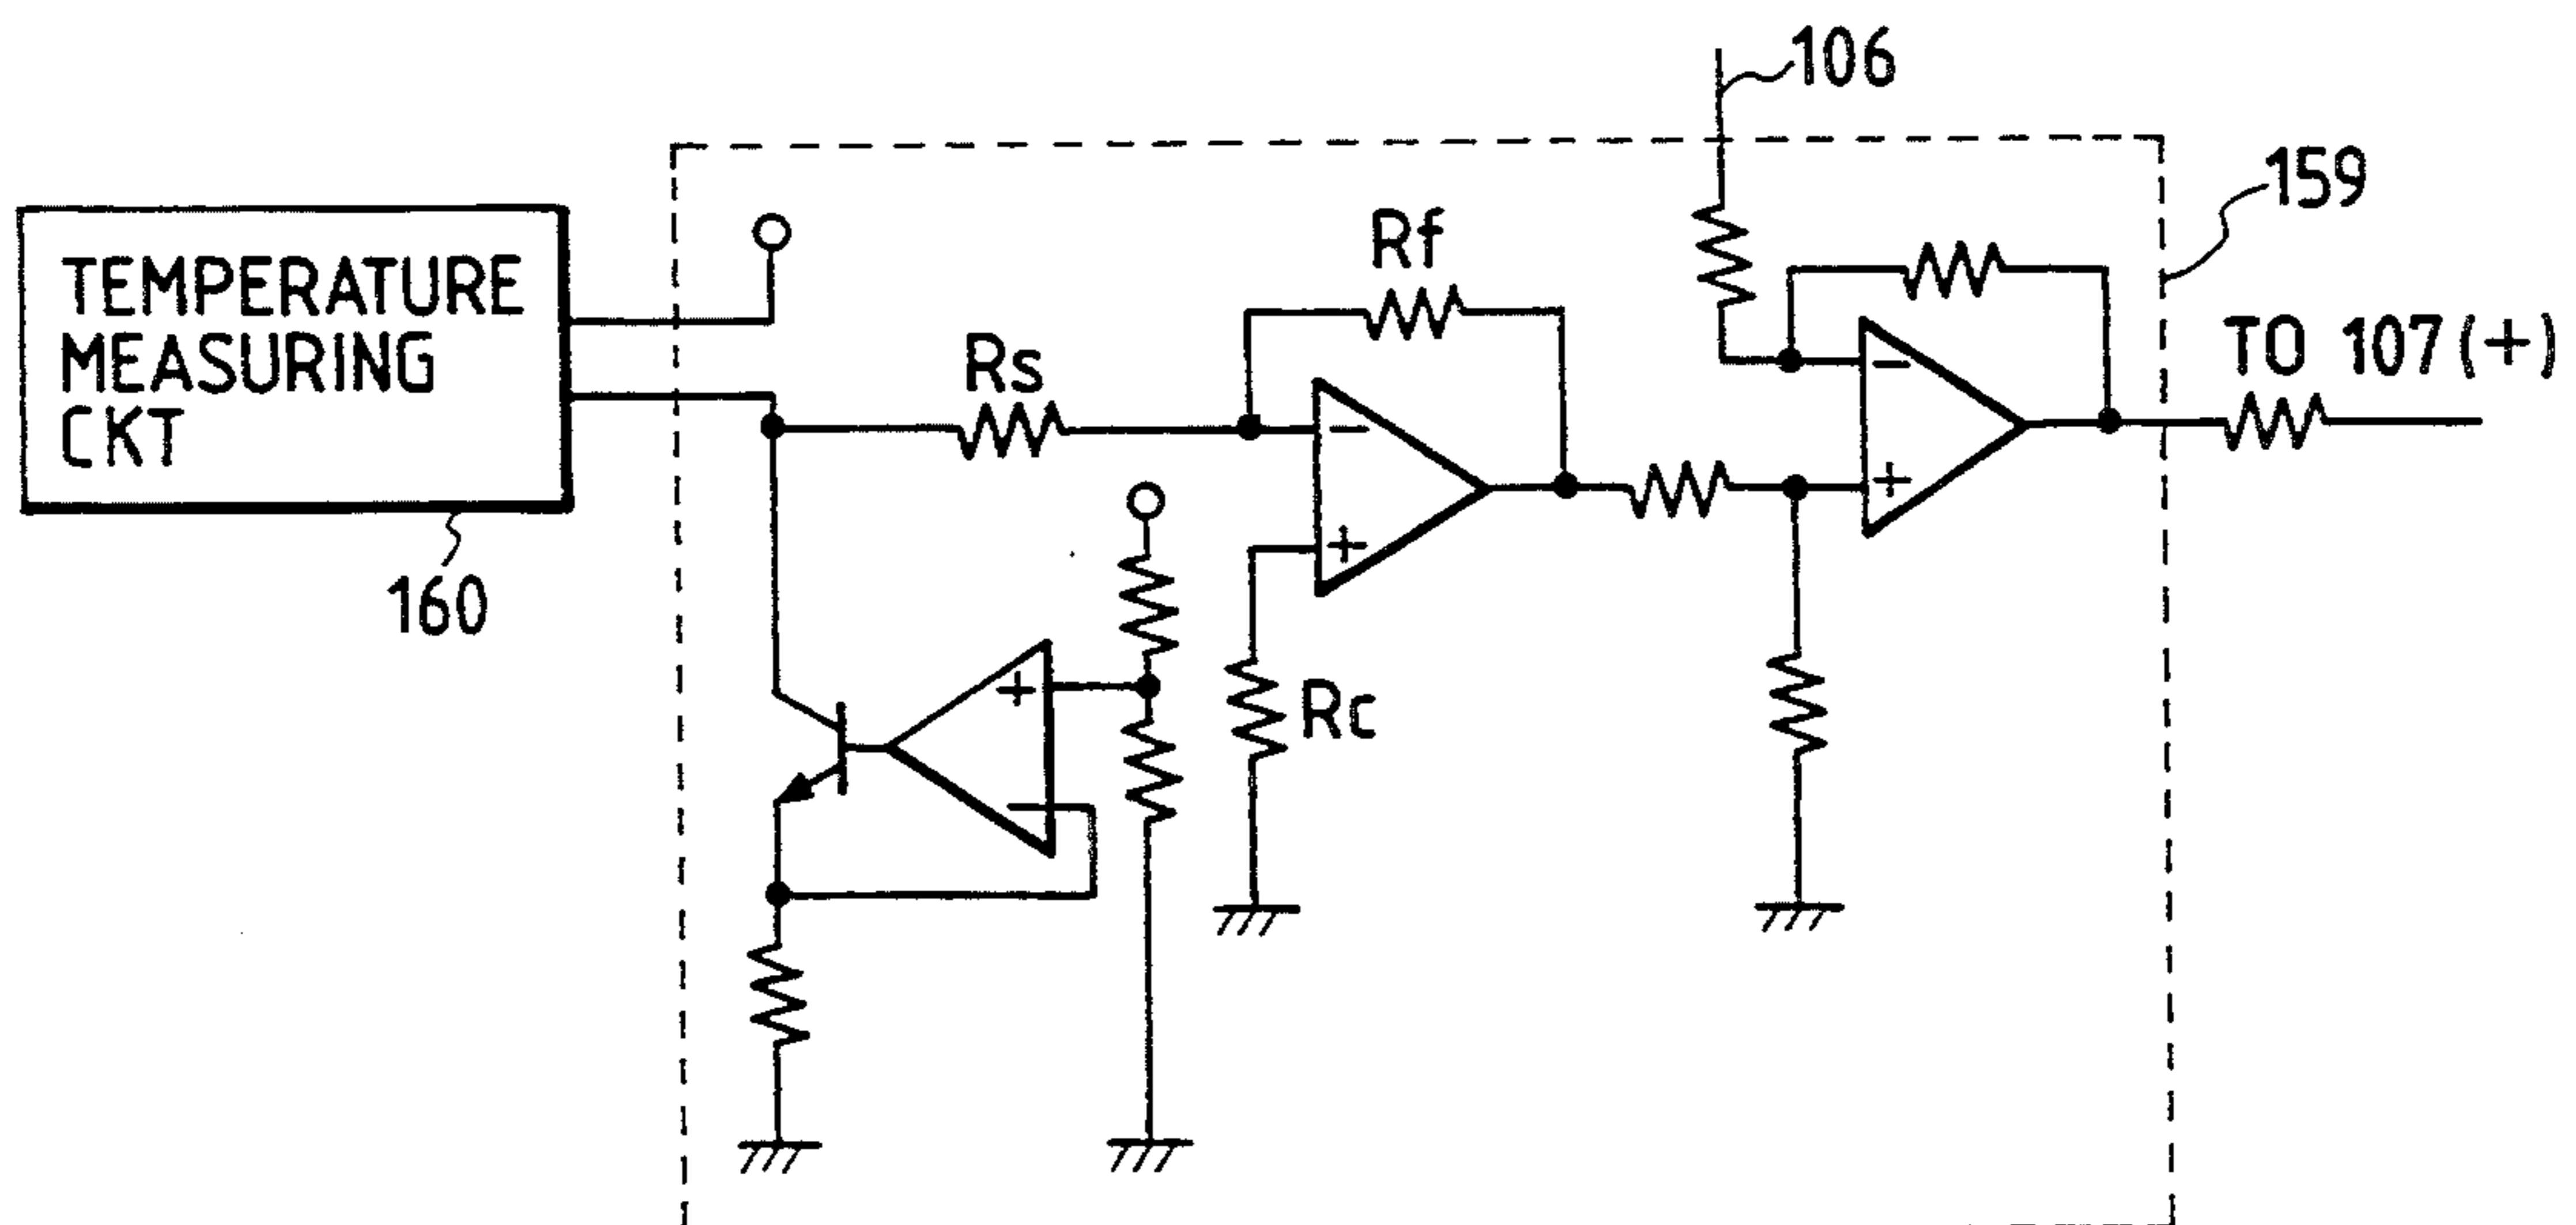 106
159
TEMPERATURE
MEASURING
CKT
160
Rf
Rs
Rc
TO 107(+)
−
+
−
+
+
−